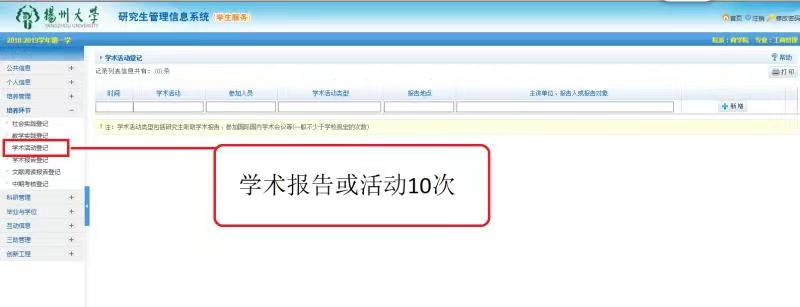 揚州大学
YANGZHOU UNIVERSITY
研究生管理信息系统 (学生服务)
首页 注销 修改密码
2018-2019学年第一学
院系：商学院 专业：工商管理
学术活动登记
帮助
记录列表信息共有： (0) 条
打印
公共信息 +
个人信息 +
培养管理 +
培养环节 −
社会实践登记
教学实践登记
学术活动登记
学术报告登记
文献阅读报告登记
中期考核登记
科研管理 +
毕业与学位 +
互动信息 +
三助管理 +
创新工程 +
时间 学术活动 参加人员 学术活动类型 报告地点 主讲单位、报告人或报告对象
新增
? 注：学术活动类型包括研究生听取学术报告、参加国际国内学术会议等(一般不少于学校规定的次数)
学术报告或活动10次